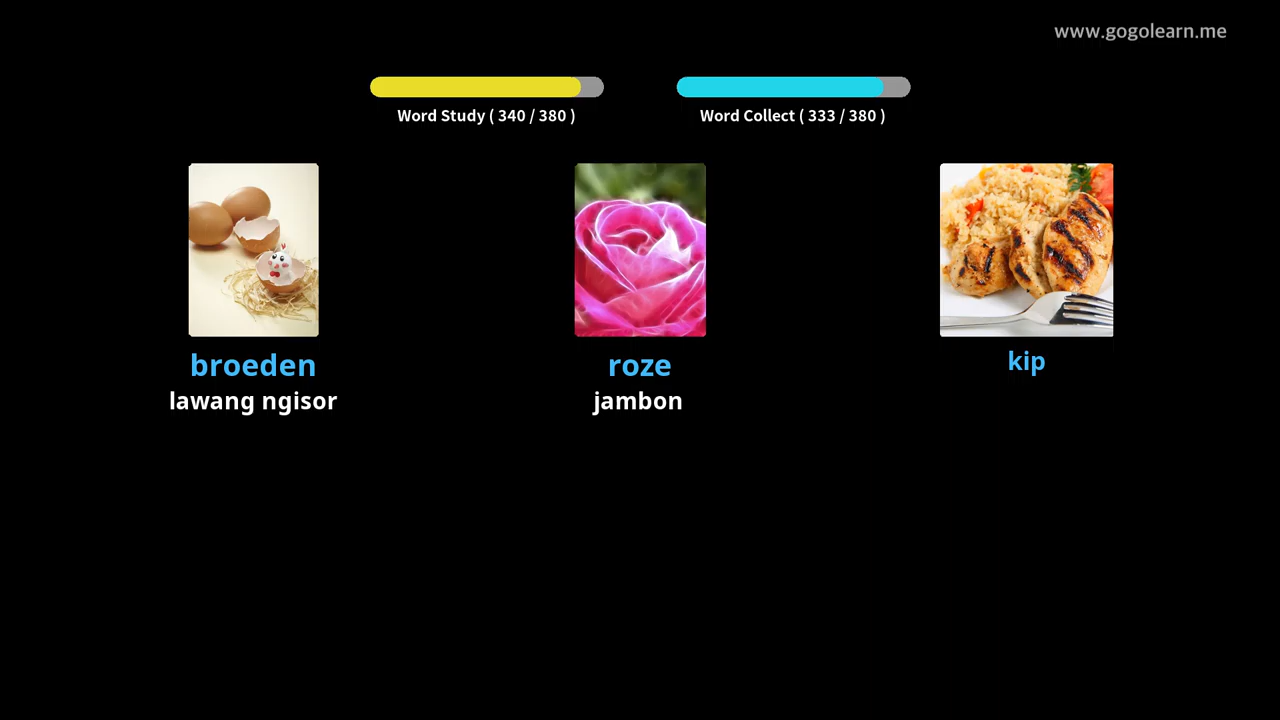 www.gogolearn.me
Word Study ( 340 / 380 )
Word Collect ( 333 / 380 )
broeden
lawang ngisor
roze
jambon
kip